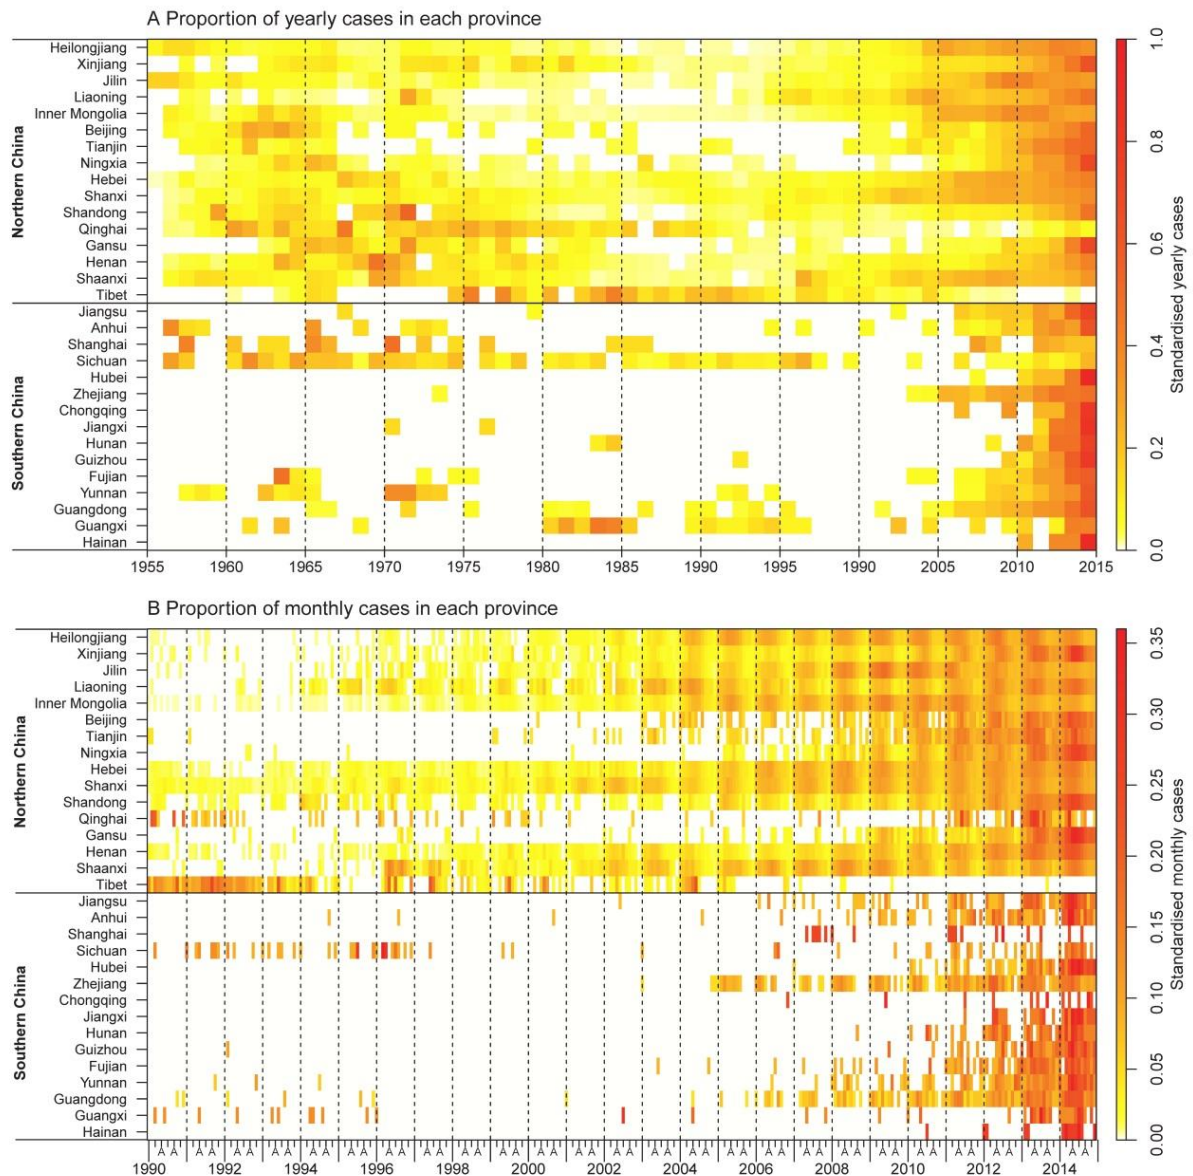 A Proportion of yearly cases in each province
Northern China
Heilongjiang
Xinjiang
Jilin
Liaoning
Inner Mongolia
Beijing
Tianjin
Ningxia
Hebei
Shanxi
Shandong
Qinghai
Gansu
Henan
Shaanxi
Tibet
Southern China
Jiangsu
Anhui
Shanghai
Sichuan
Hubei
Zhejiang
Chongqing
Jiangxi
Hunan
Guizhou
Fujian
Yunnan
Guangdong
Guangxi
Hainan
1955 1960 1965 1970 1975 1980 1985 1990 1995 1990 2005 2010 2015
Standardised yearly cases
1.0
0.8
0.6
0.4
0.2
0.0
B Proportion of monthly cases in each province
Northern China
Heilongjiang
Xinjiang
Jilin
Liaoning
Inner Mongolia
Beijing
Tianjin
Ningxia
Hebei
Shanxi
Shandong
Qinghai
Gansu
Henan
Shaanxi
Tibet
Southern China
Jiangsu
Anhui
Shanghai
Sichuan
Hubei
Zhejiang
Chongqing
Jiangxi
Hunan
Guizhou
Fujian
Yunnan
Guangdong
Guangxi
Hainan
A A A A A A A A A A A A A A A A A A A A A A A A A A A A A A A A A A A A A A A A A A A A A A A A A A
1990 1992 1994 1996 1998 2000 2002 2004 2006 2008 2010 2012 2014
Standardised monthly cases
0.35
0.30
0.25
0.20
0.15
0.10
0.05
0.00